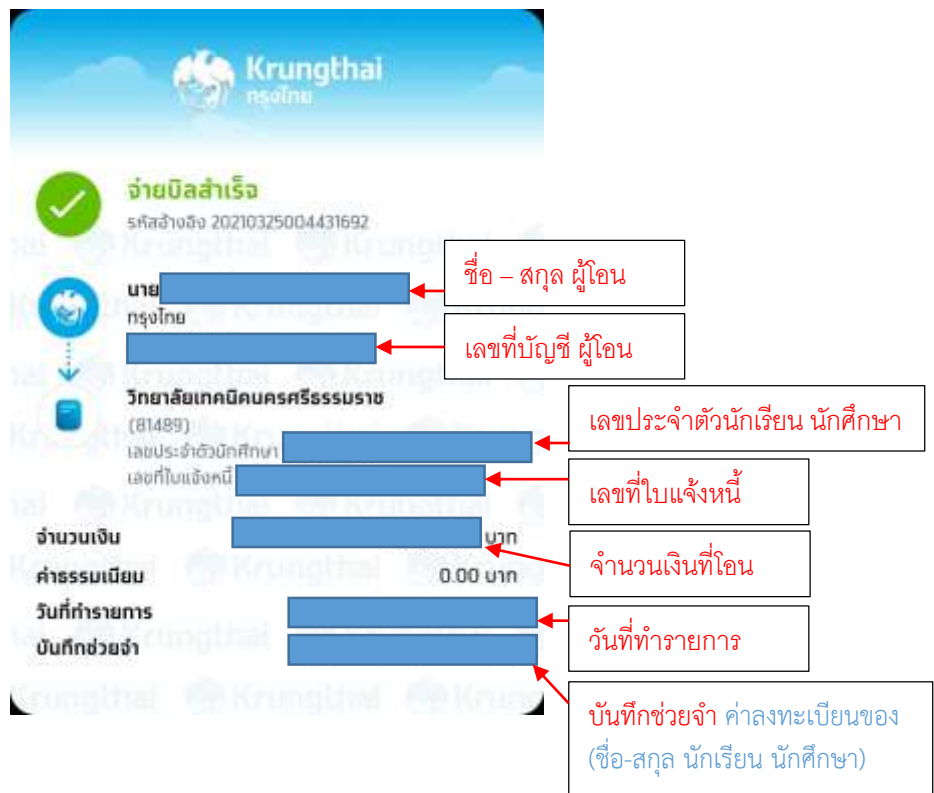 Krungthai
กรุงไทย
จ่ายบิลสำเร็จ
รหัสอ้างอิง 20210325004431692
นาย
ชื่อ – สกุล ผู้โอน
กรุงไทย
เลขที่บัญชี ผู้โอน
วิทยาลัยเทคนิคนครศรีธรรมราช
(81489)
เลขประจำตัวนักศึกษา
เลขประจำตัวนักเรียน นักศึกษา
เลขที่ใบแจ้งหนี้
เลขที่ใบแจ้งหนี้
จำนวนเงิน บาท
จำนวนเงินที่โอน
ค่าธรรมเนียม 0.00 บาท
วันที่ทำรายการ
วันที่ทำรายการ
บันทึกช่วยจำ
บันทึกช่วยจำ ค่าลงทะเบียนของ
(ชื่อ-สกุล นักเรียน นักศึกษา)